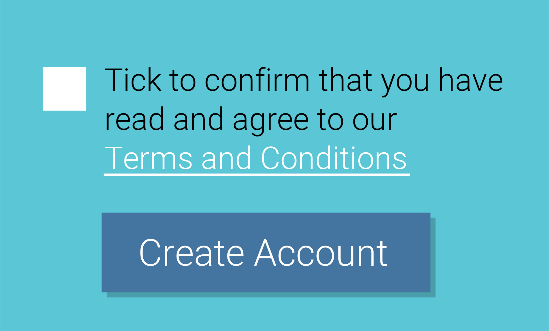 Tick to confirm that you have
read and agree to our
Terms and Conditions
Create Account